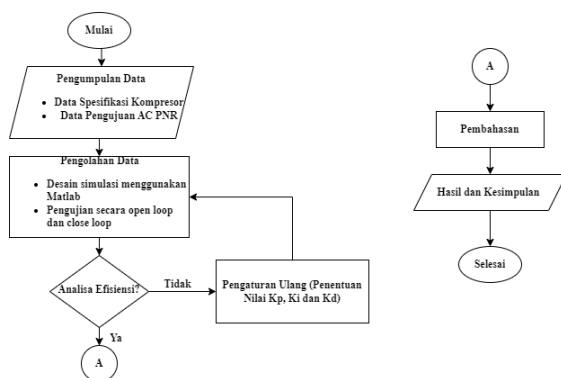 Mulai
Pengumpulan Data
• Data Spesifikasi Kompresor
• Data Pengujuan AC PNR
Pengolahan Data
• Desain simulasi menggunakan
Matlab
• Pengujian secara open loop
dan close loop
Analisa Efisiensi?
Tidak
Pengaturan Ulang (Penentuan
Nilai Kp, Ki dan Kd)
Ya
A
A
Pembahasan
Hasil dan Kesimpulan
Selesai